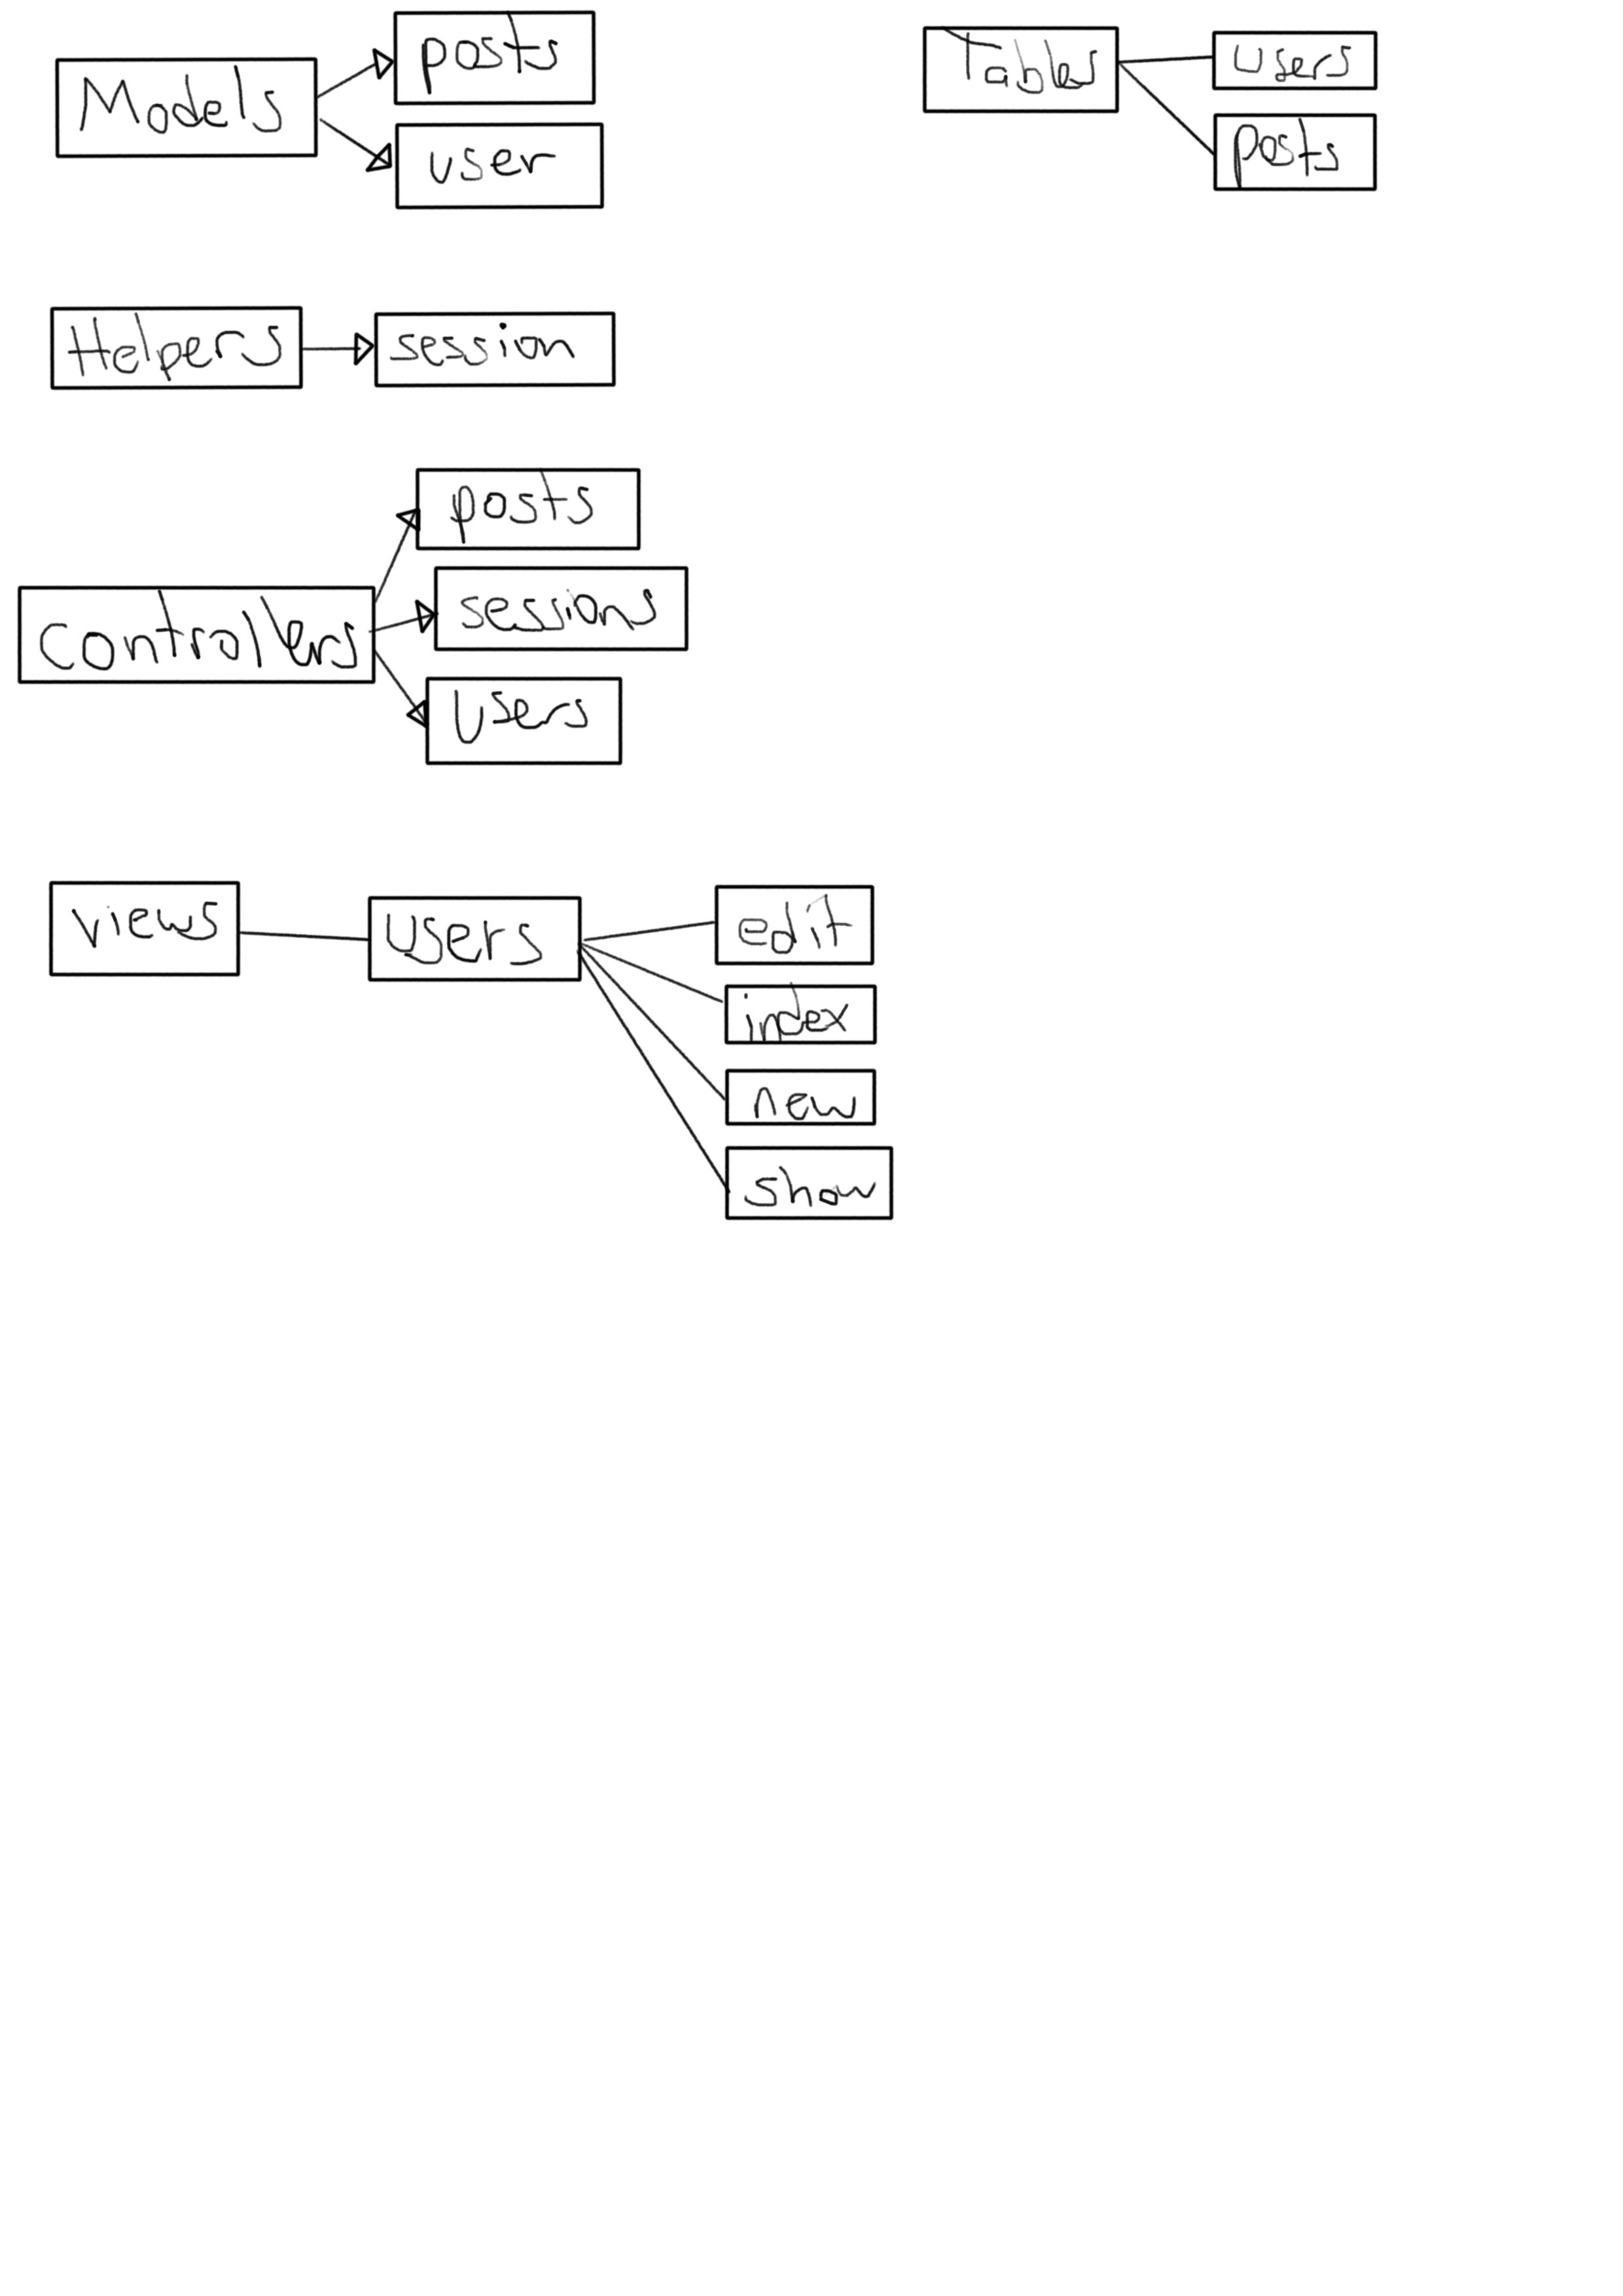 Models
posts
user
Tables
users
posts
Helpers
session
controllers
posts
sessions
Users
views
Users
edit
index
new
show